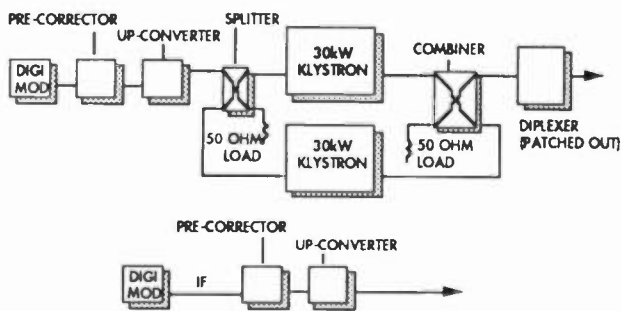 SPLITTER
PRE-CORRECTOR
UP-CONVERTER
30kW
KLYSTRON
COMBINER
DIGI
MOD
50 OHM
LOAD
30kW
KLYSTRON
50 OHM
LOAD
DIPLEXER
(PATCHED OUT)
PRE-CORRECTOR
UP-CONVERTER
DIGI
MOD
IF